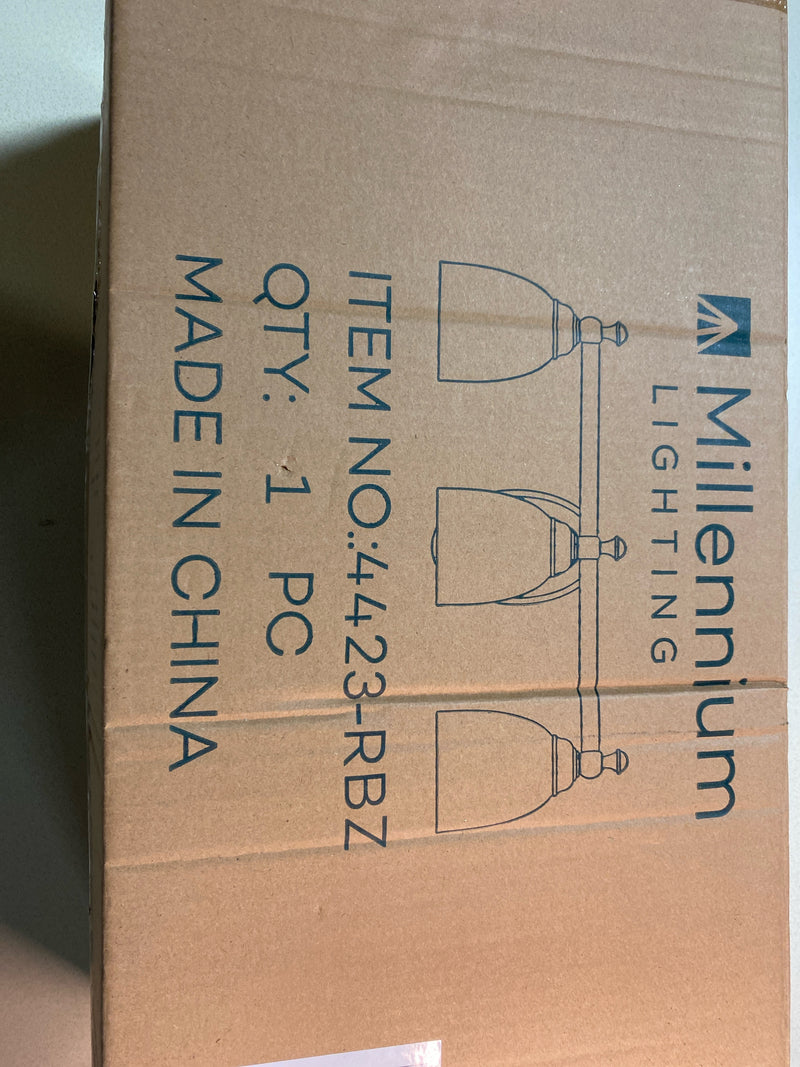 Millennium
LIGHTING
ITEM NO.:4423-RBZ
QTY: 1 PC
MADE IN CHINA